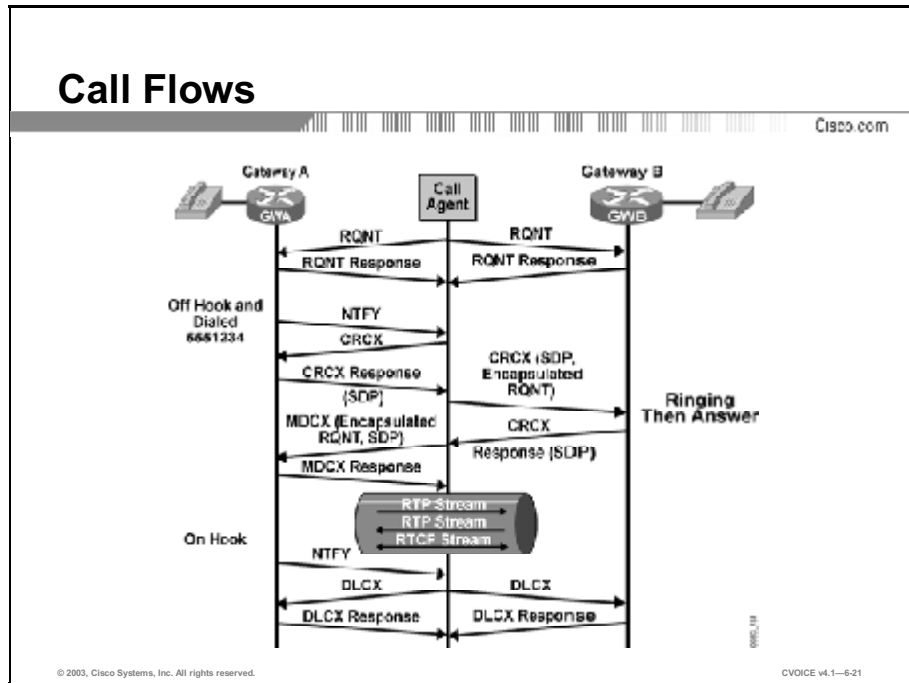 Call Flows
Cisco.com
Gateway A
Gateway B
Call
Agent
GWA
GWB
RQNT
RQNT
RQNT Response
RQNT Response
Off Hook and
Dialed
5551234
NTFY
CRCX
CRCX Response
(SDP)
CRCX (SDP,
Encapsulated
RQNT)
Ringing
Then Answer
MDCX (Encapsulated
RQNT, SDP)
CRCX
Response (SDP)
MDCX Response
RTP Stream
RTP Stream
RTCP Stream
On Hook
NTFY
DLCX
DLCX
DLCX Response
DLCX Response
© 2003, Cisco Systems, Inc. All rights reserved.
CVOICE v4.1—6-21